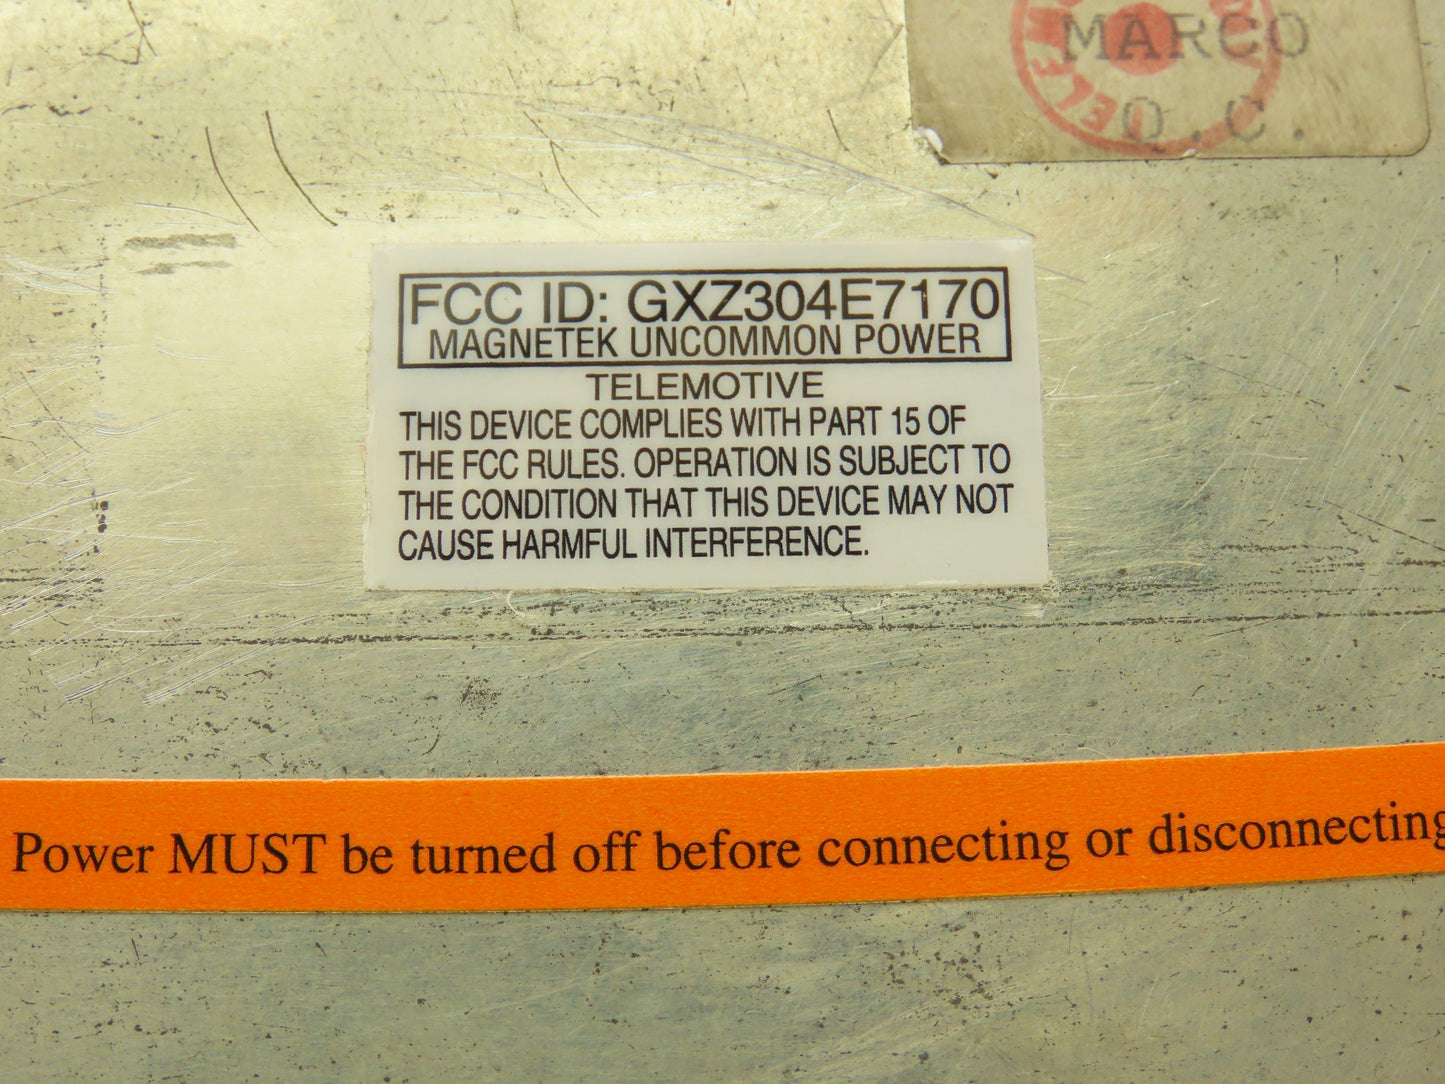 MARCO
Q.C.
FCC ID: GXZ304E7170
MAGNETEK UNCOMMON POWER
TELEMOTIVE
THIS DEVICE COMPLIES WITH PART 15 OF
THE FCC RULES. OPERATION IS SUBJECT TO
THE CONDITION THAT THIS DEVICE MAY NOT
CAUSE HARMFUL INTERFERENCE.
Power MUST be turned off before connecting or disconnecting